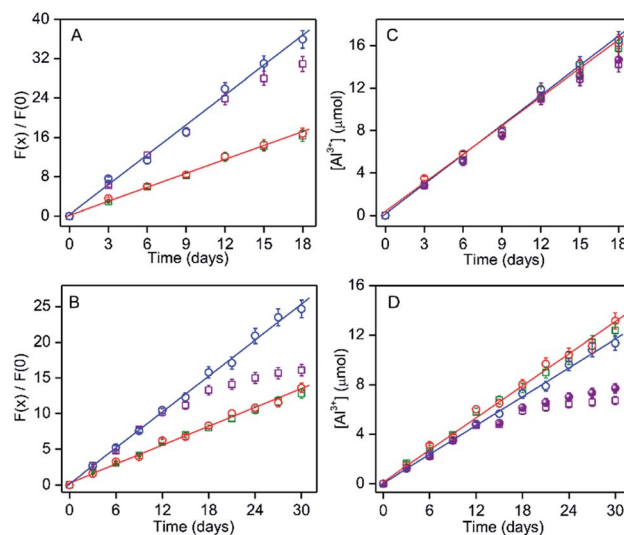 A
F(x) / F(0)
40
32
24
16
8
0
0 3 6 9 12 15 18
Time (days)
C
[Al³⁺] (μmol)
16
12
8
4
0
0 3 6 9 12 15 18
Time (days)
B
F(x) / F(0)
25
20
15
10
5
0
0 6 12 18 24 30
Time (days)
D
[Al³⁺] (μmol)
16
12
8
4
0
0 6 12 18 24 30
Time (days)